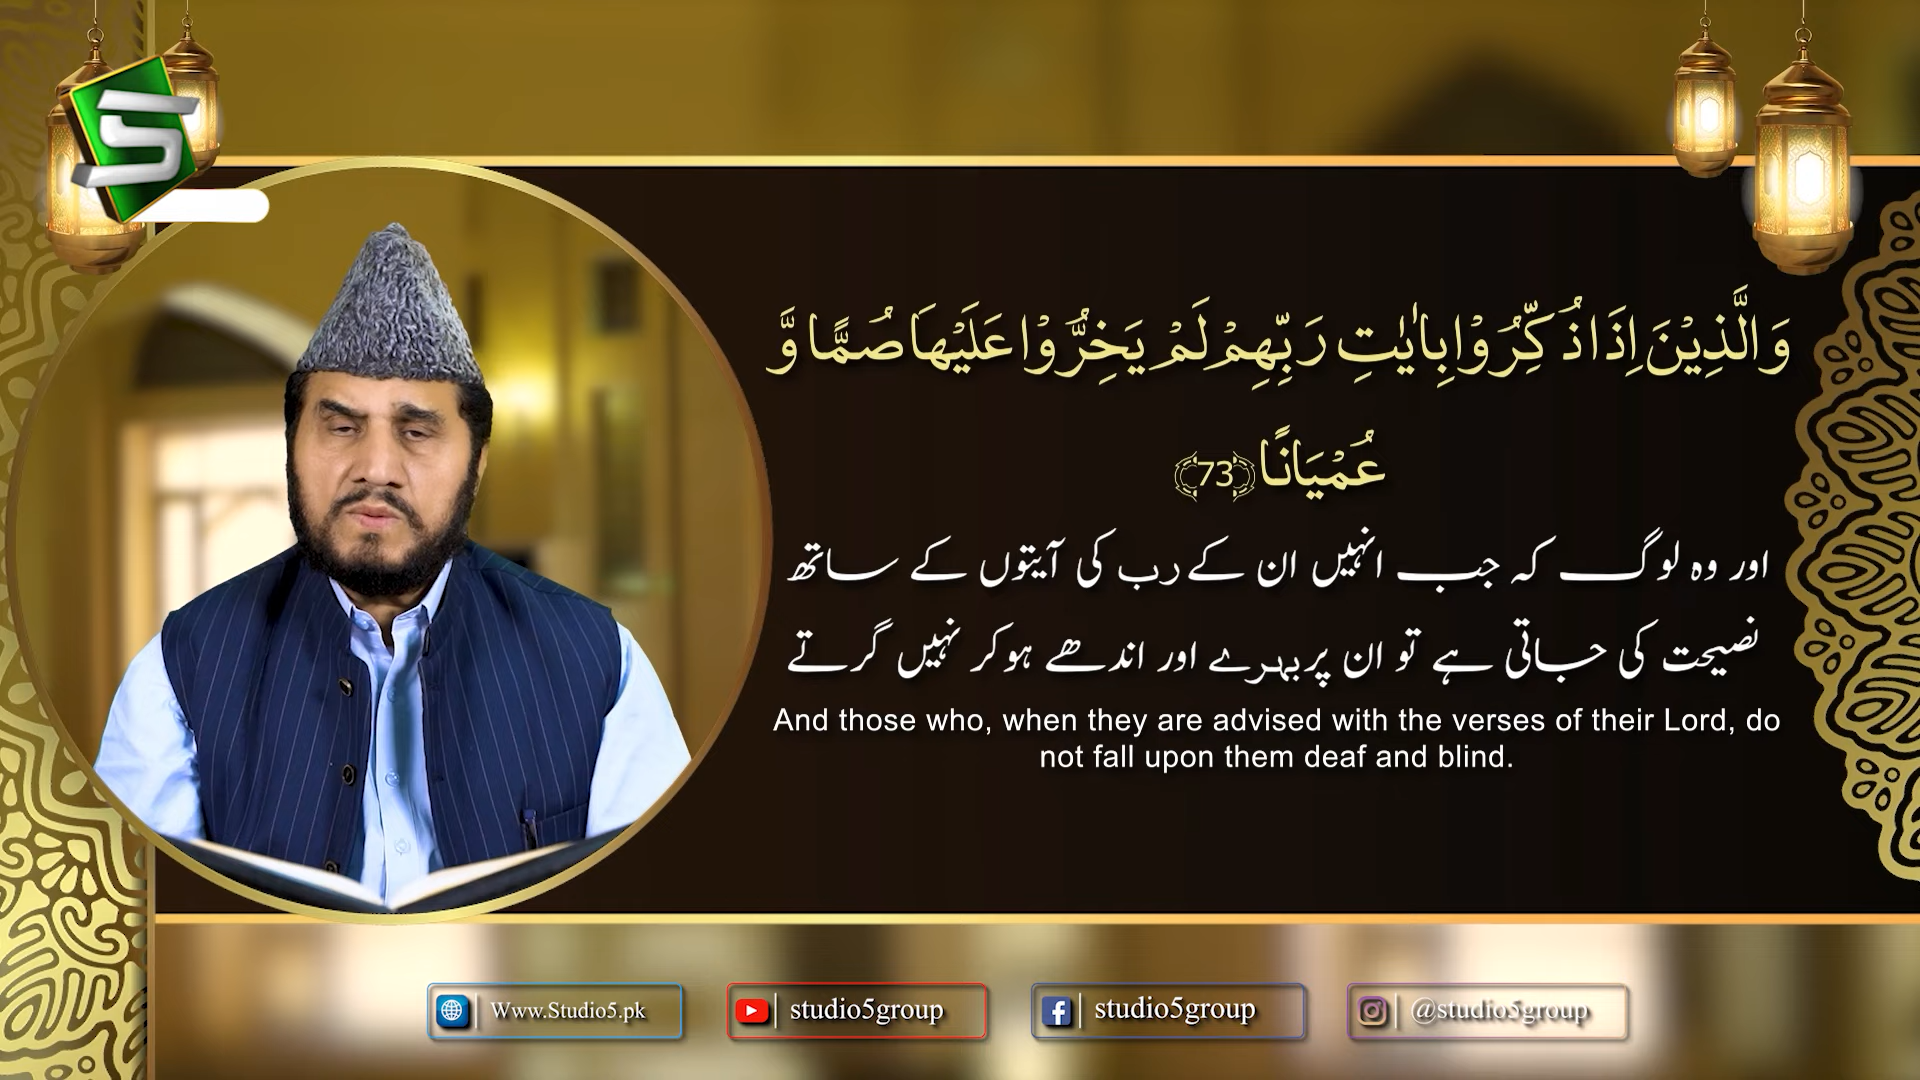 وَالَّذِيْنَ اِذَا ذُكِّرُوْا بِاٰيٰتِ رَبِّهِمْ لَمْ يَخِرُّوْا عَلَيْهَا صُمًّا وَّ
عُمْيَانًا ﴿73﴾
اور وہ لوگ کہ جب انہیں ان کے رب کی آیتوں کے ساتھ
نصیحت کی جاتی ہے تو ان پر بہرے اور اندھے ہوکر نہیں گرتے
And those who, when they are advised with the verses of their Lord, do
not fall upon them deaf and blind.
Www.Studio5.pk
studio5group
studio5group
@studio5group